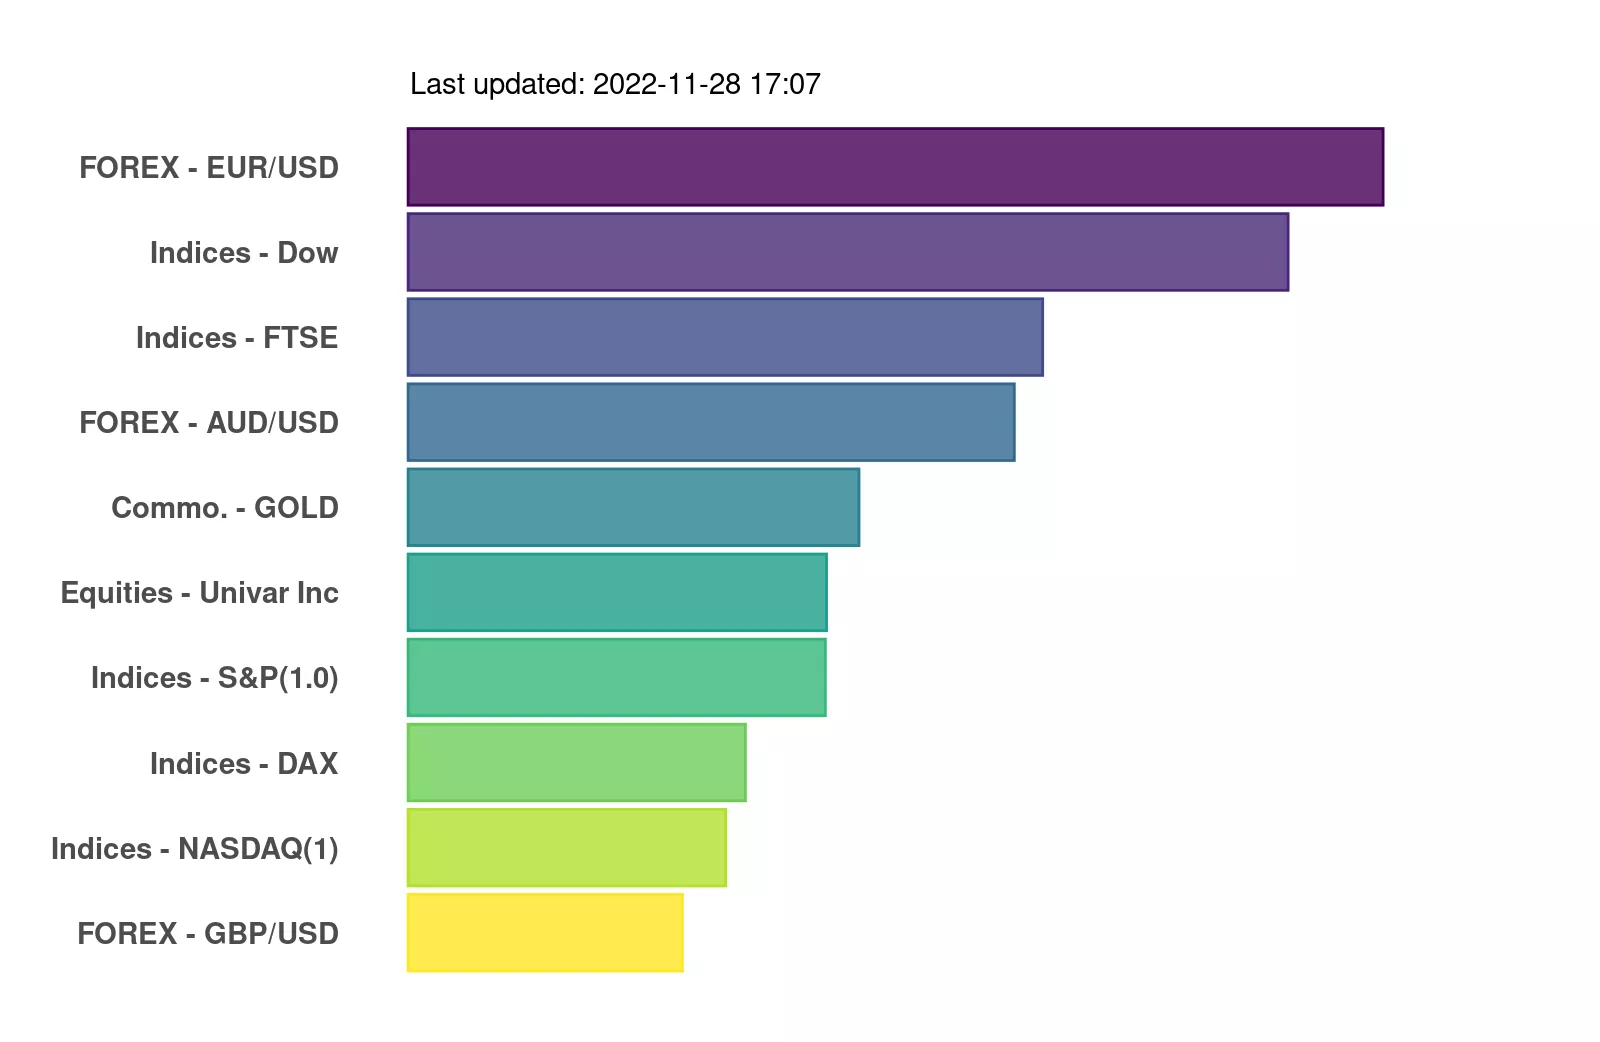 Last updated: 2022-11-28 17:07
FOREX - EUR/USD
Indices - Dow
Indices - FTSE
FOREX - AUD/USD
Commo. - GOLD
Equities - Univar Inc
Indices - S&P(1.0)
Indices - DAX
Indices - NASDAQ(1)
FOREX - GBP/USD